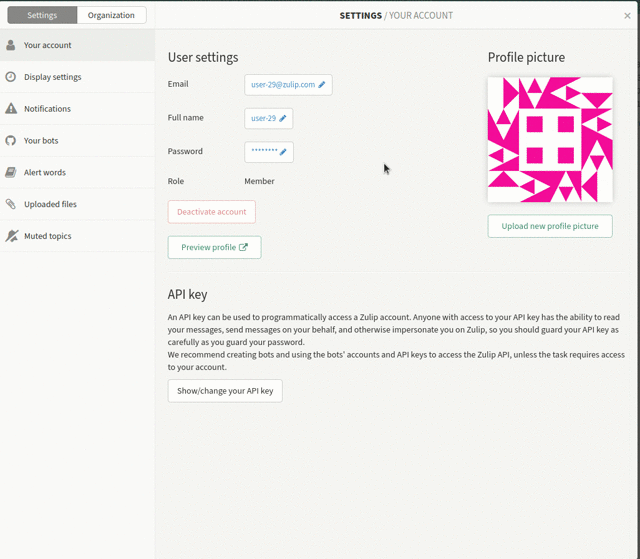 Settings Organization
SETTINGS / YOUR ACCOUNT ×
Your account
Display settings
Notifications
Your bots
Alert words
Uploaded files
Muted topics
User settings
Email user-29@zulip.com
Full name user-29
Password ********
Role Member
Deactivate account
Preview profile
Profile picture
Upload new profile picture
API key
An API key can be used to programmatically access a Zulip account. Anyone with access to your API key has the ability to read
your messages, send messages on your behalf, and otherwise impersonate you on Zulip, so you should guard your API key as
carefully as you guard your password.
We recommend creating bots and using the bots' accounts and API keys to access the Zulip API, unless the task requires access
to your account.
Show/change your API key